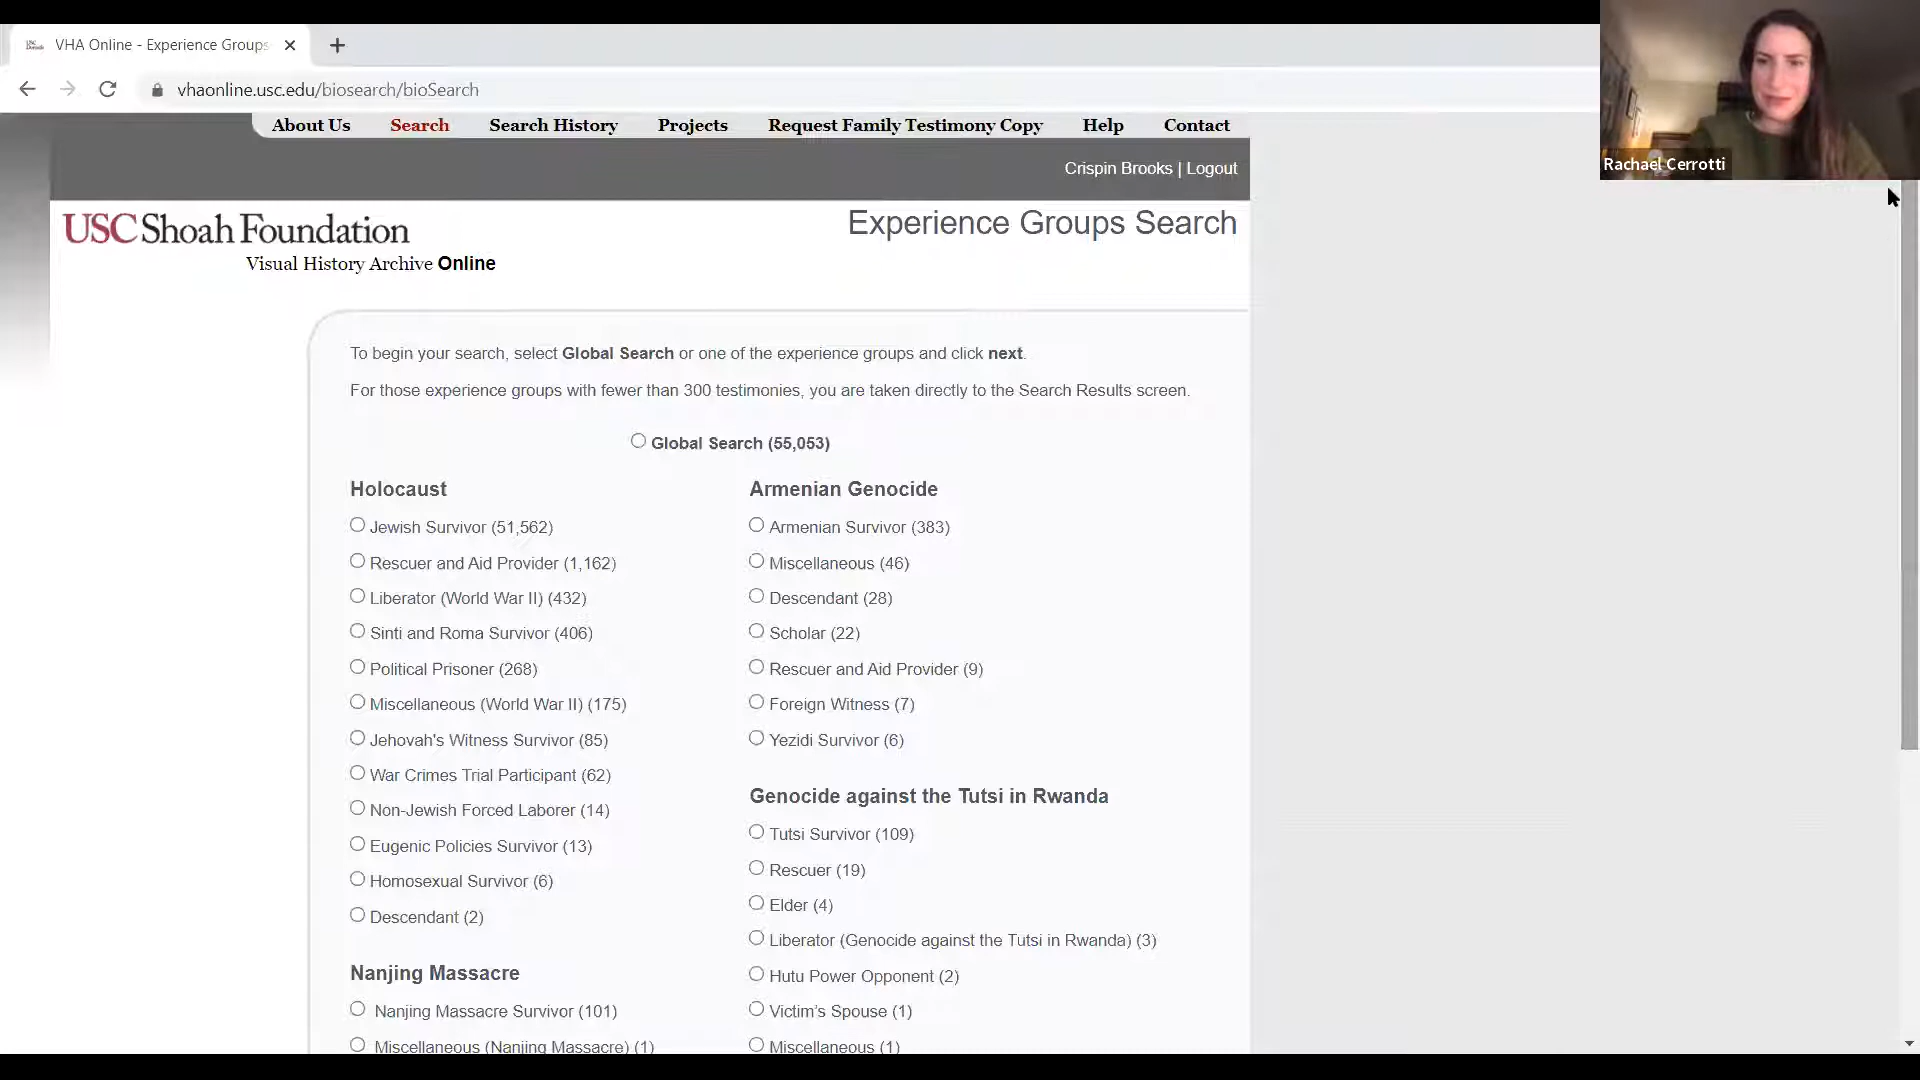 VHA Online - Experience Groups
vhaonline.usc.edu/biosearch/bioSearch
Rachael Cerrotti
About Us Search Search History Projects Request Family Testimony Copy Help Contact
Crispin Brooks | Logout
USC Shoah Foundation
Visual History Archive Online
Experience Groups Search
To begin your search, select Global Search or one of the experience groups and click next.
For those experience groups with fewer than 300 testimonies, you are taken directly to the Search Results screen.
Global Search (55,053)
Holocaust
Jewish Survivor (51,562)
Rescuer and Aid Provider (1,162)
Liberator (World War II) (432)
Sinti and Roma Survivor (406)
Political Prisoner (268)
Miscellaneous (World War II) (175)
Jehovah's Witness Survivor (85)
War Crimes Trial Participant (62)
Non-Jewish Forced Laborer (14)
Eugenic Policies Survivor (13)
Homosexual Survivor (6)
Descendant (2)
Nanjing Massacre
Nanjing Massacre Survivor (101)
Miscellaneous (Nanjing Massacre) (1)
Armenian Genocide
Armenian Survivor (383)
Miscellaneous (46)
Descendant (28)
Scholar (22)
Rescuer and Aid Provider (9)
Foreign Witness (7)
Yezidi Survivor (6)
Genocide against the Tutsi in Rwanda
Tutsi Survivor (109)
Rescuer (19)
Elder (4)
Liberator (Genocide against the Tutsi in Rwanda) (3)
Hutu Power Opponent (2)
Victim's Spouse (1)
Miscellaneous (1)